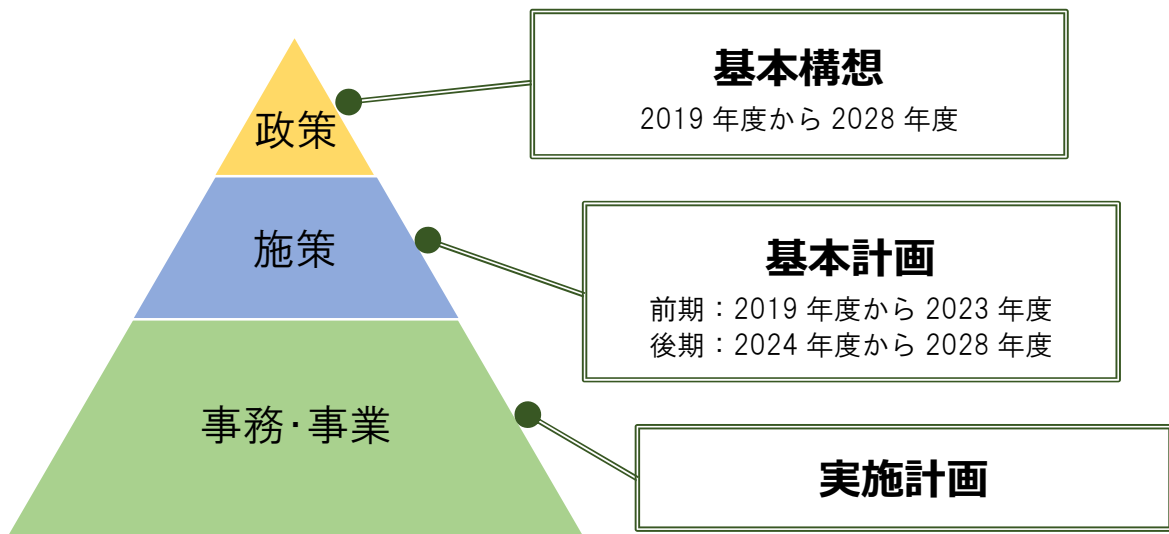 政策
基本構想
2019 年度から 2028 年度
施策
基本計画
前期：2019 年度から 2023 年度
後期：2024 年度から 2028 年度
事務・事業
実施計画